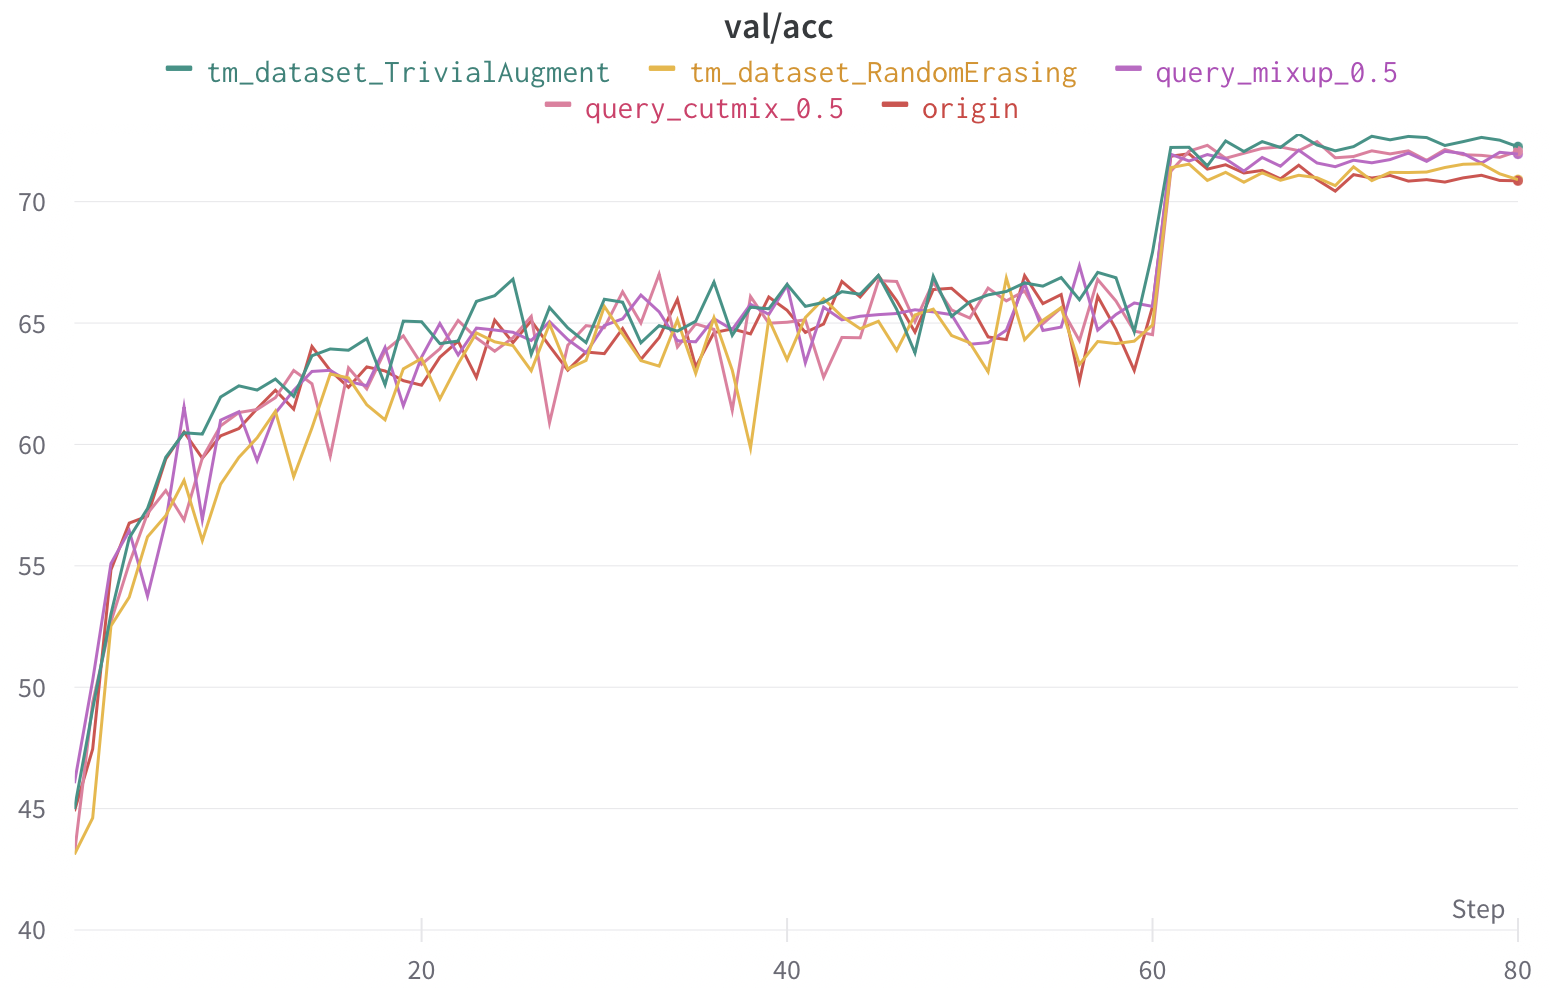 val/acc
tm_dataset_TrivialAugment tm_dataset_RandomErasing query_mixup_0.5
query_cutmix_0.5 origin
70
65
60
55
50
45
Step
40
20 40 60 80